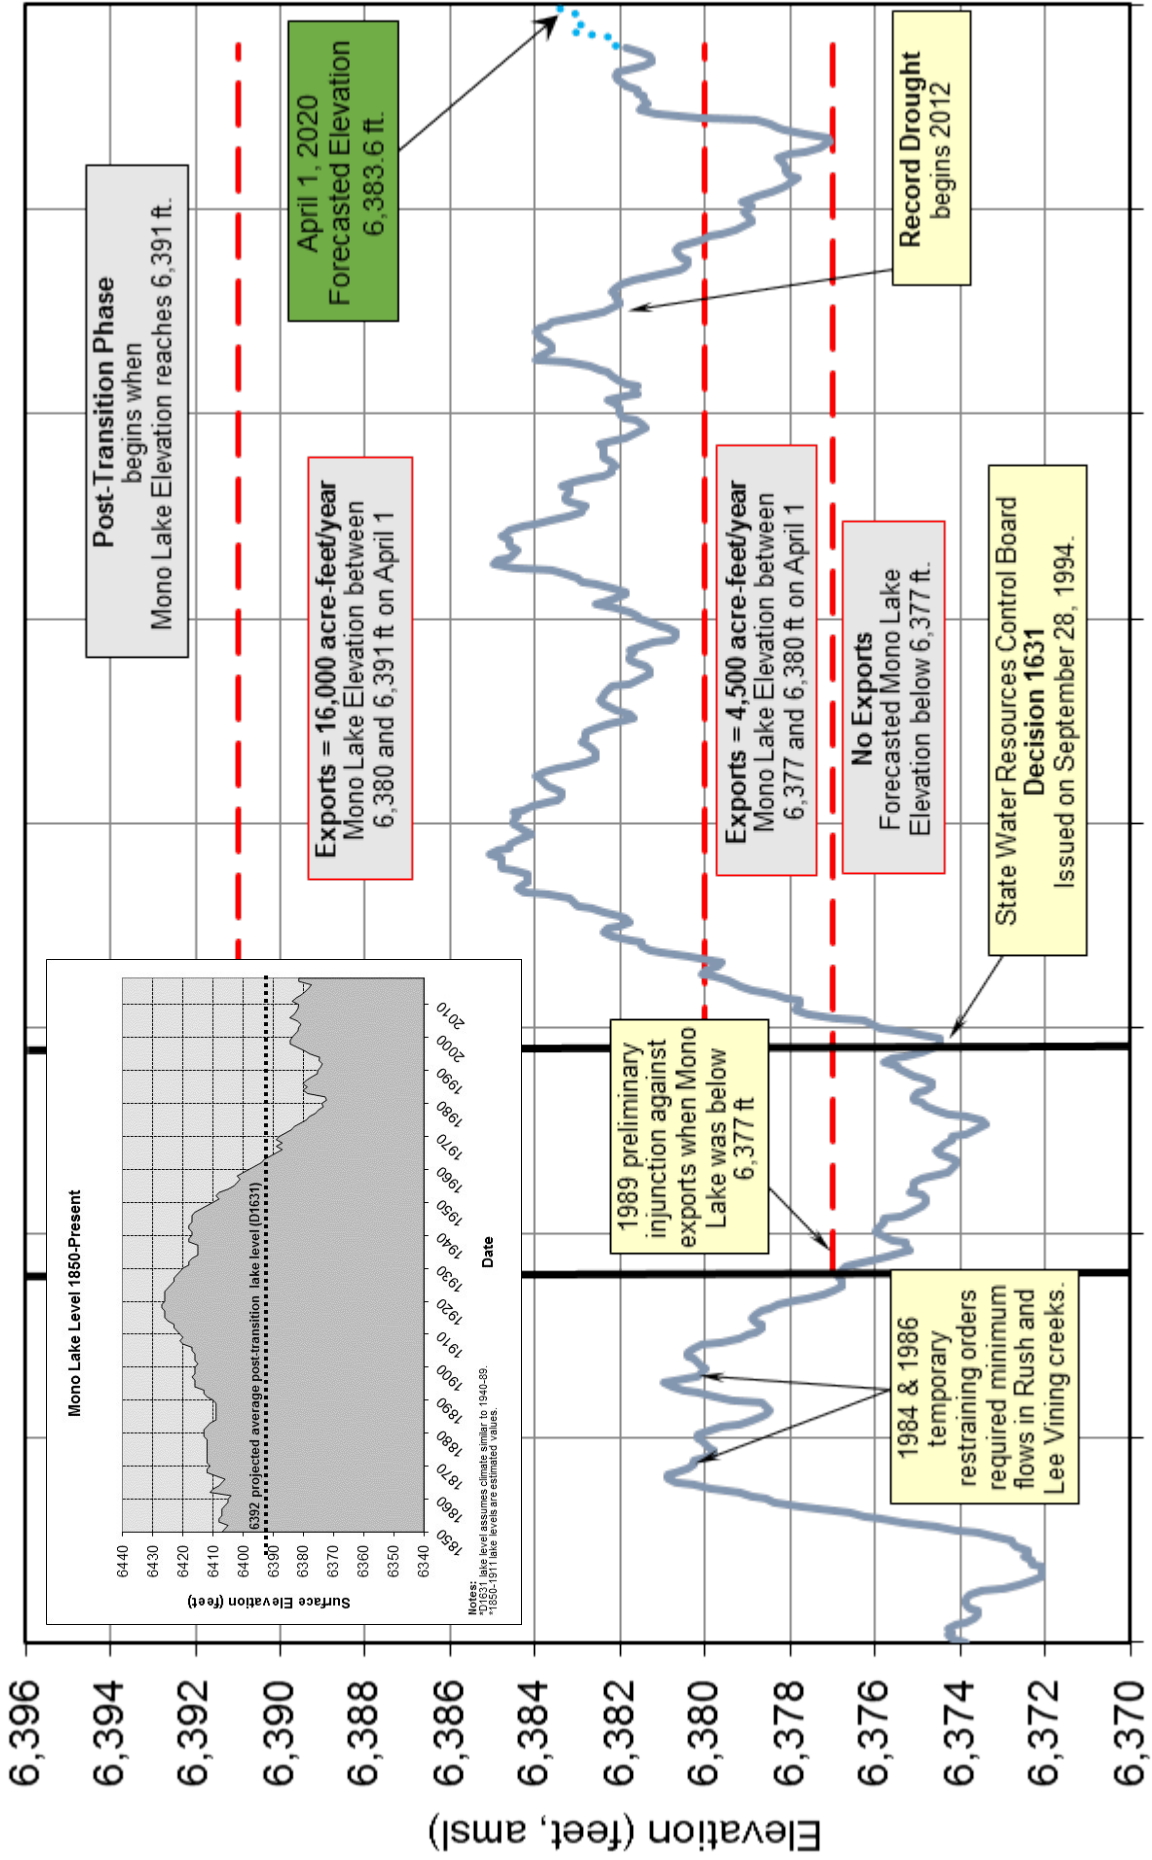 6,396
6,394
6,392
6,390
6,388
6,386
6,384
6,382
6,380
6,378
6,376
6,374
6,372
6,370
Elevation (feet, amsl)
Mono Lake Level 1850-Present
6440
6430
6420
6410
6400
6390
6380
6370
6360
6350
6340
Surface Elevation (feet)
6392 projected average post-transition lake level (D1631)
1850
1860
1870
1880
1890
1900
1910
1920
1930
1940
1950
1960
1970
1980
1990
2000
2010
Date
Notes:
*D1631 lake level assumes climate similar to 1940-89.
*1850-1911 lake levels are estimated values.
Post-Transition Phase
begins when
Mono Lake Elevation reaches 6,391 ft.
April 1, 2020
Forecasted Elevation
6,383.6 ft.
Exports = 16,000 acre-feet/year
Mono Lake Elevation between
6,380 and 6,391 ft on April 1
Exports = 4,500 acre-feet/year
Mono Lake Elevation between
6,377 and 6,380 ft on April 1
No Exports
Forecasted Mono Lake
Elevation below 6,377 ft.
Record Drought
begins 2012
1989 preliminary
injunction against
exports when Mono
Lake was below
6,377 ft
State Water Resources Control Board
Decision 1631
Issued on September 28, 1994.
1984 & 1986
temporary
restraining orders
required minimum
flows in Rush and
Lee Vining creeks.